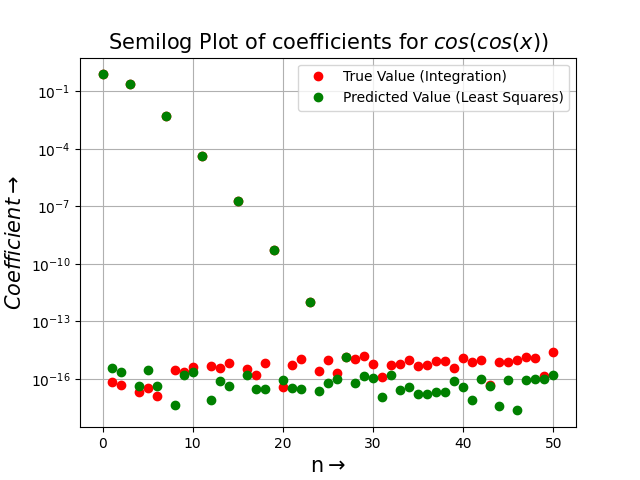 Semilog Plot of coefficients for cos(cos(x))
True Value (Integration)
Predicted Value (Least Squares)
Coefficient→
10⁻¹
10⁻⁴
10⁻⁷
10⁻¹⁰
10⁻¹³
10⁻¹⁶
0 10 20 30 40 50
n→